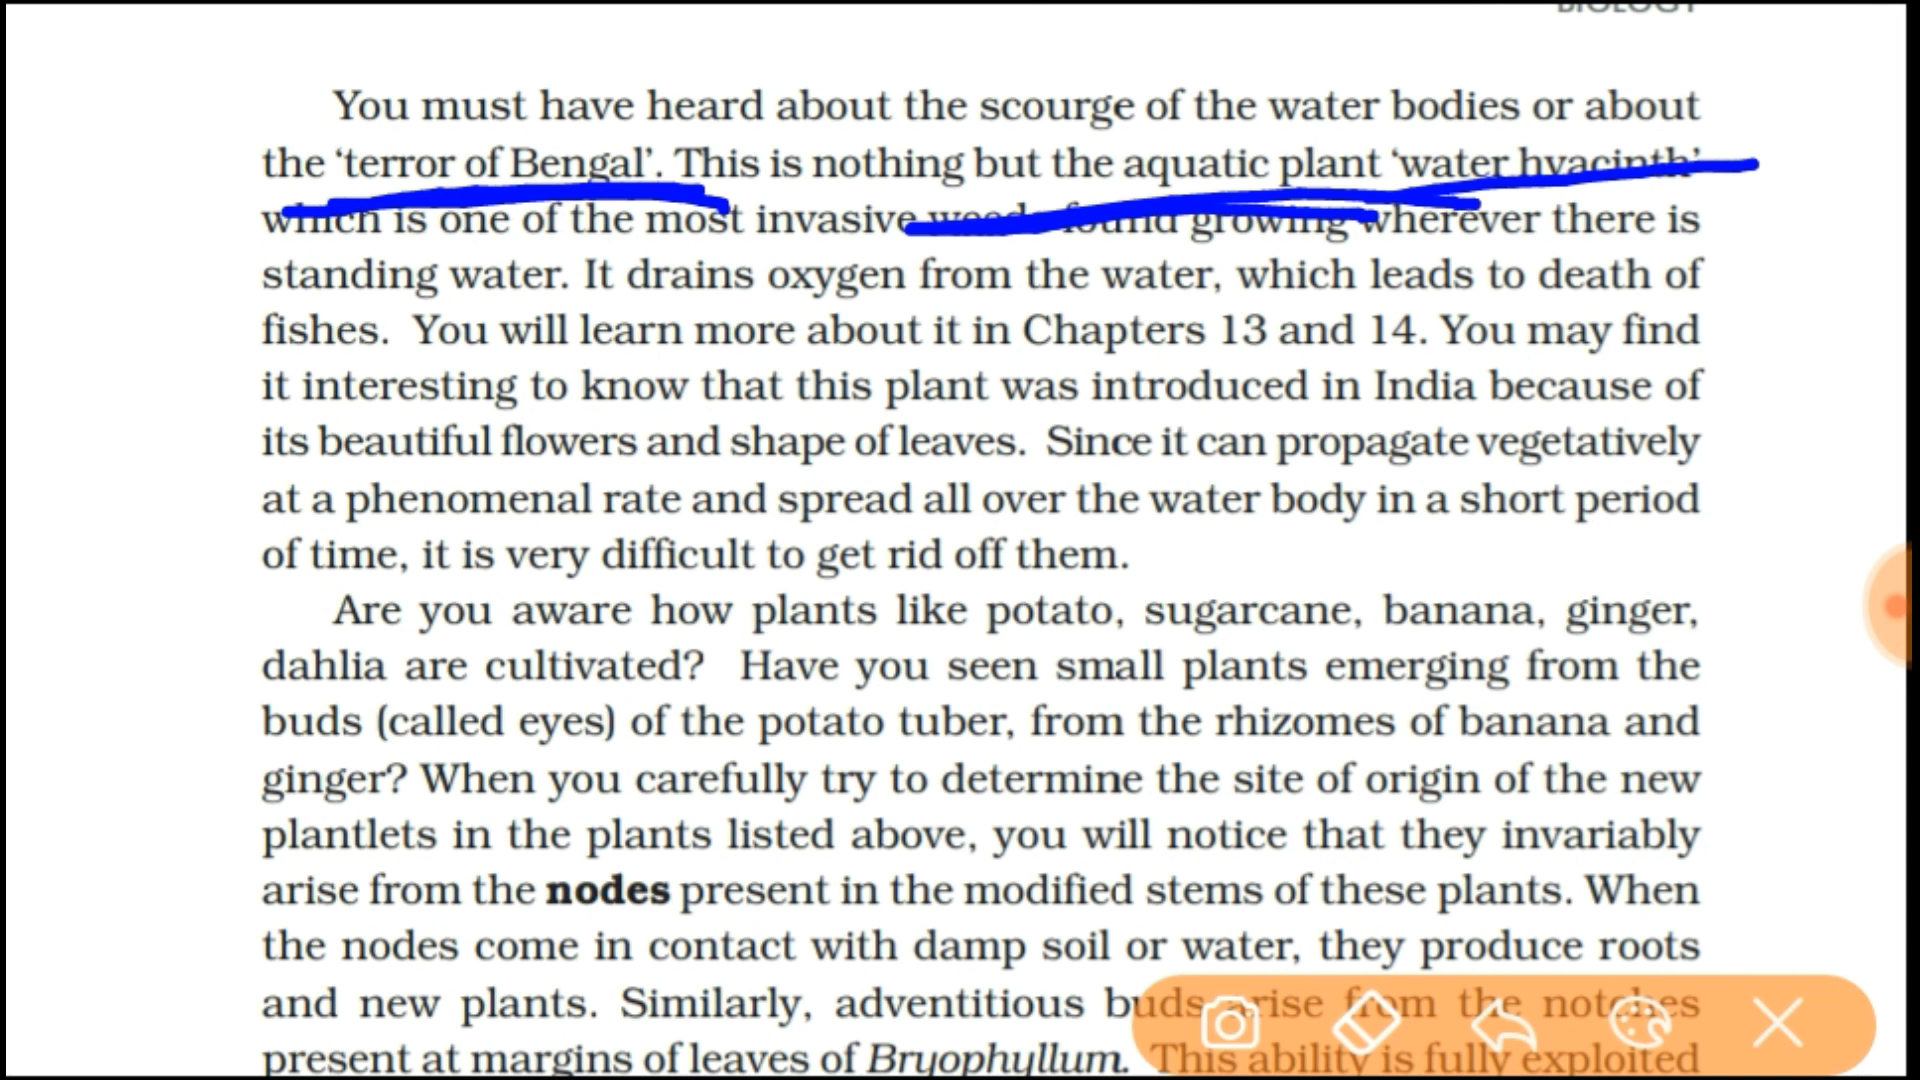 BIOLOGY
You must have heard about the scourge of the water bodies or about
the ‘terror of Bengal’. This is nothing but the aquatic plant ‘water hyacinth’
which is one of the most invasive weeds found growing wherever there is
standing water. It drains oxygen from the water, which leads to death of
fishes. You will learn more about it in Chapters 13 and 14. You may find
it interesting to know that this plant was introduced in India because of
its beautiful flowers and shape of leaves. Since it can propagate vegetatively
at a phenomenal rate and spread all over the water body in a short period
of time, it is very difficult to get rid off them.
Are you aware how plants like potato, sugarcane, banana, ginger,
dahlia are cultivated? Have you seen small plants emerging from the
buds (called eyes) of the potato tuber, from the rhizomes of banana and
ginger? When you carefully try to determine the site of origin of the new
plantlets in the plants listed above, you will notice that they invariably
arise from the nodes present in the modified stems of these plants. When
the nodes come in contact with damp soil or water, they produce roots
and new plants. Similarly, adventitious buds arise from the notches
present at margins of leaves of Bryophyllum. This ability is fully exploited